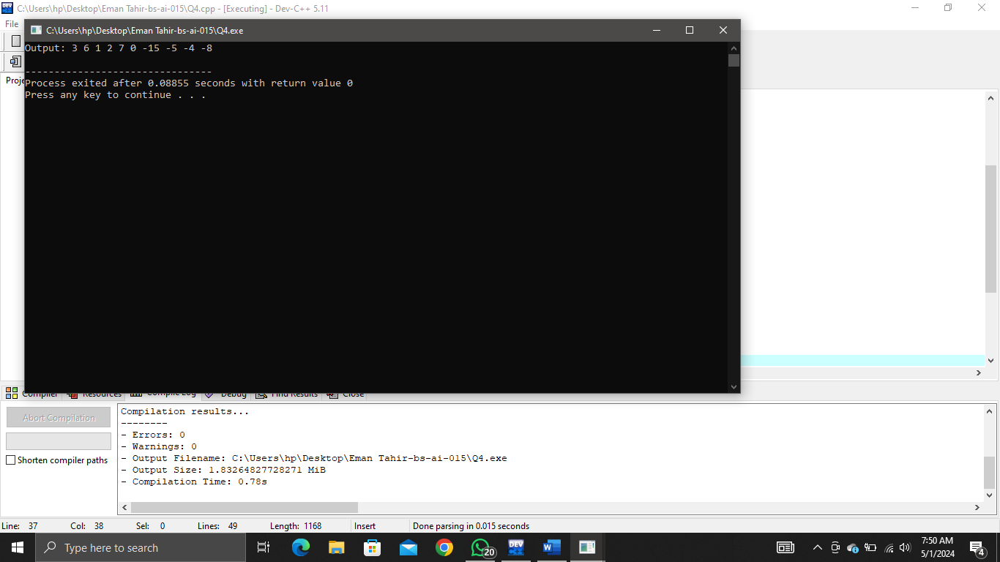 C:\Users\hp\Desktop\Eman Tahir-bs-ai-015\Q4.cpp - [Executing] - Dev-C++ 5.11
File
C:\Users\hp\Desktop\Eman Tahir-bs-ai-015\Q4.exe
Output: 3 6 1 2 7 0 -15 -5 -4 -8
--------------------------------
Proje
Process exited after 0.08855 seconds with return value 0
Press any key to continue . . .
Compiler Resources Compile Log Debug Find Results Close
Abort Compilation
Shorten compiler paths
Compilation results...
--------
- Errors: 0
- Warnings: 0
- Output Filename: C:\Users\hp\Desktop\Eman Tahir-bs-ai-015\Q4.exe
- Output Size: 1.83264827728271 MiB
- Compilation Time: 0.78s
Line: 37 Col: 38 Sel: 0 Lines: 49 Length: 1168 Insert Done parsing in 0.015 seconds
Type here to search
20
DEV
7:50 AM
5/1/2024
4